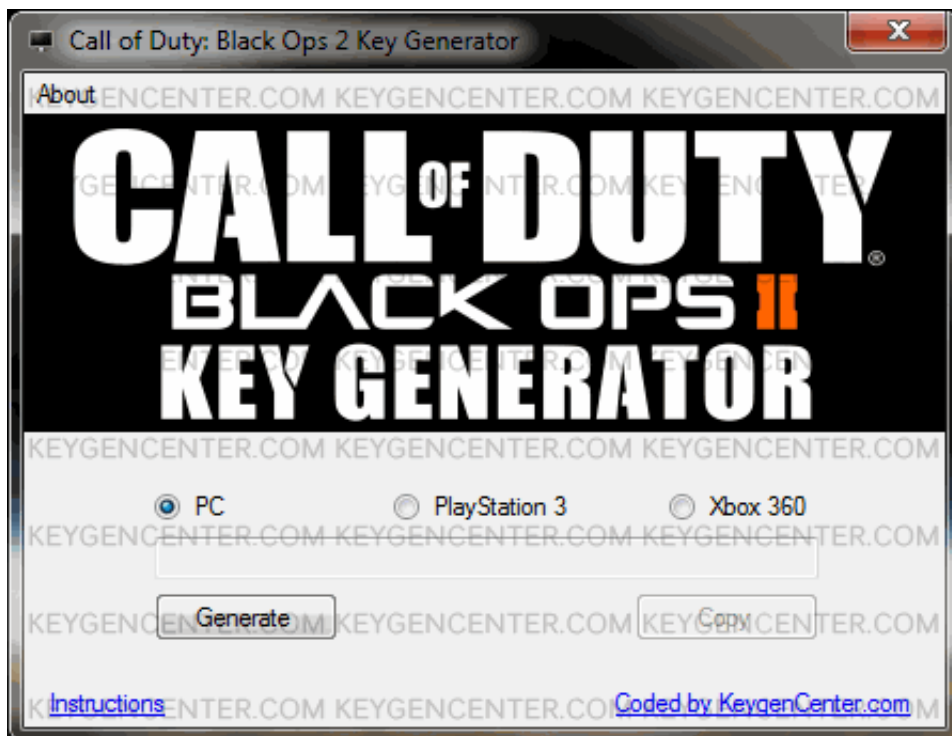 Call of Duty: Black Ops 2 Key Generator
X
About
KEYGENCENTER.COM KEYGENCENTER.COM KEYGENCENTER.COM
CALL OF DUTY®
BLACK OPS II
KEY GENERATOR
KEYGENCENTER.COM KEYGENCENTER.COM KEYGENCENTER.COM
PC PlayStation 3 Xbox 360
KEYGENCENTER.COM KEYGENCENTER.COM KEYGENCENTER.COM
Generate Copy
KEYGENCENTER.COM KEYGENCENTER.COM KEYGENCENTER.COM
Instructions Coded by KeygenCenter.com